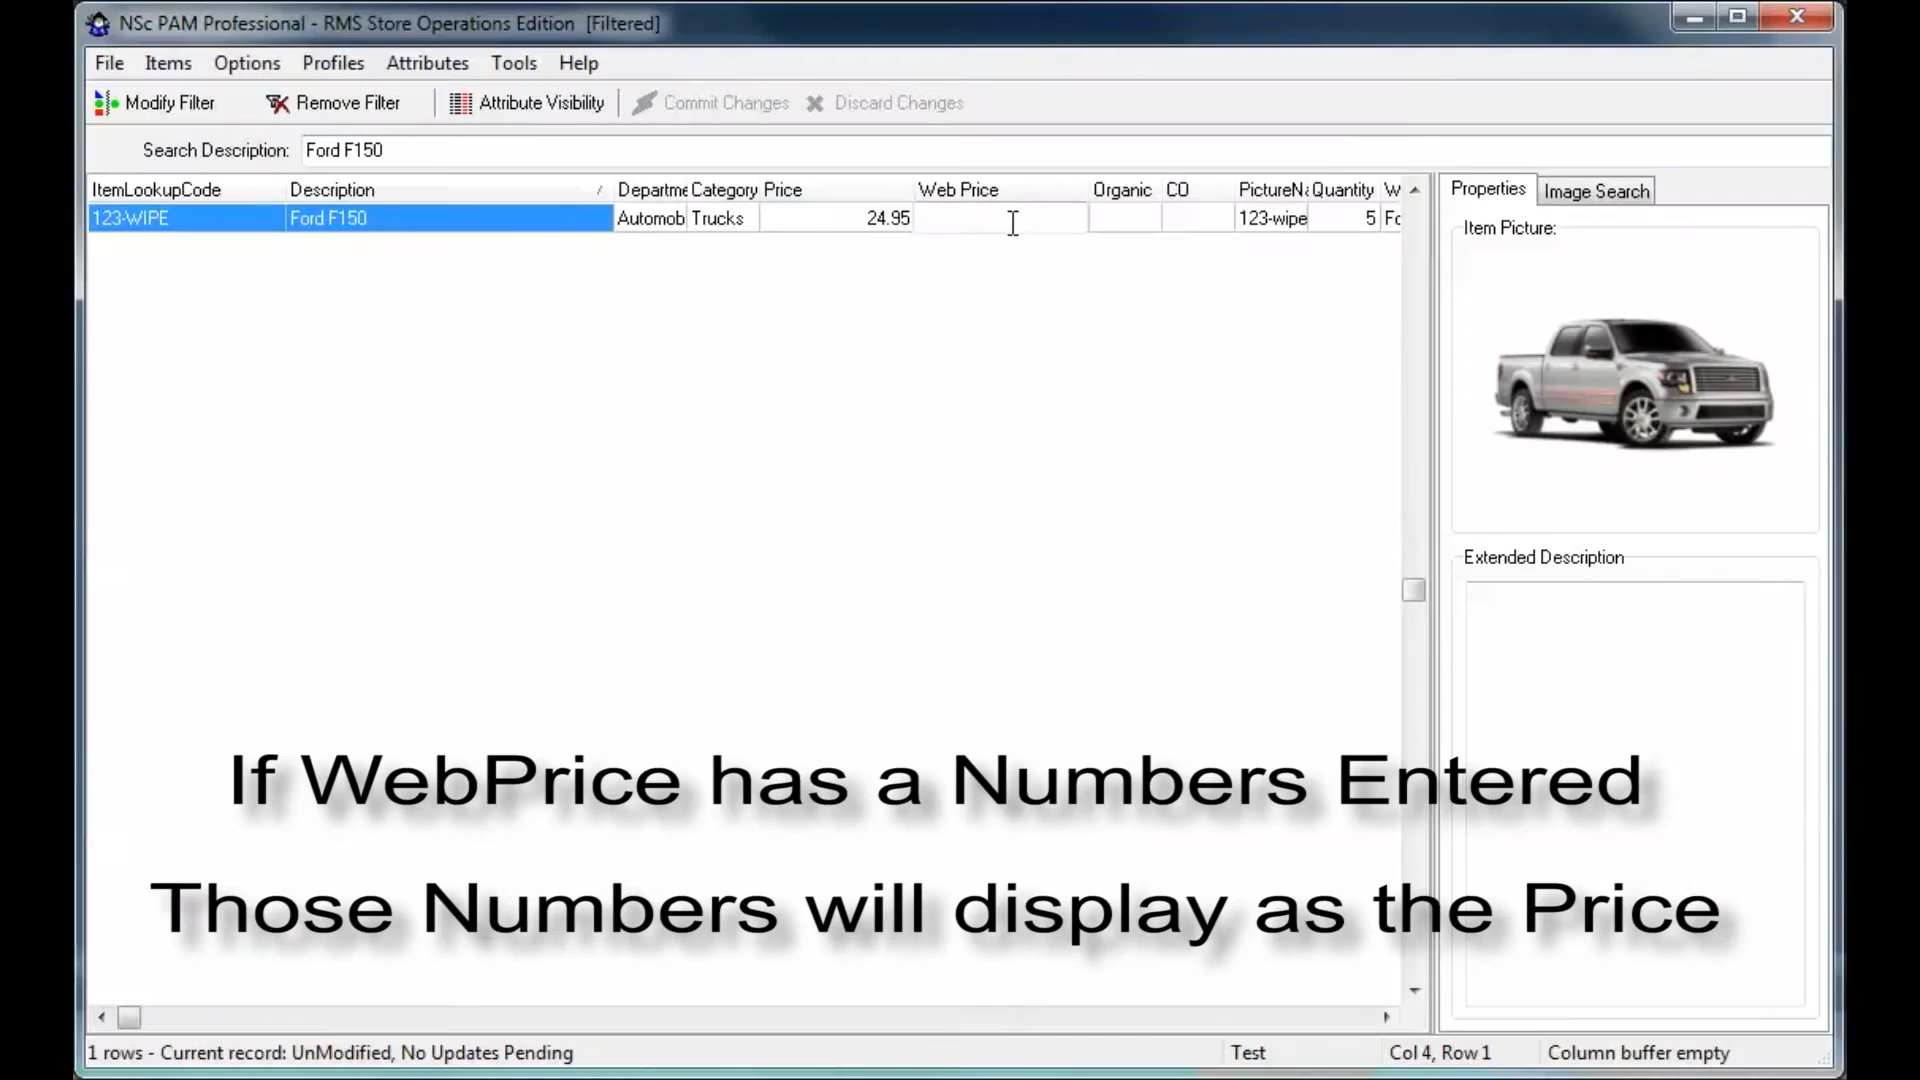 NSc PAM Professional - RMS Store Operations Edition [Filtered]
File Items Options Profiles Attributes Tools Help
Modify Filter Remove Filter Attribute Visibility Commit Changes Discard Changes
Search Description: Ford F150
ItemLookupCode Description Departme Category Price Web Price Organic CO PictureNa Quantity W
123-WIPE Ford F150 Automob Trucks 24.95 123-wipe 5 Fo
Properties Image Search
Item Picture:
Extended Description
If WebPrice has a Numbers Entered
Those Numbers will display as the Price
1 rows - Current record: UnModified, No Updates Pending Test Col 4, Row 1 Column buffer empty